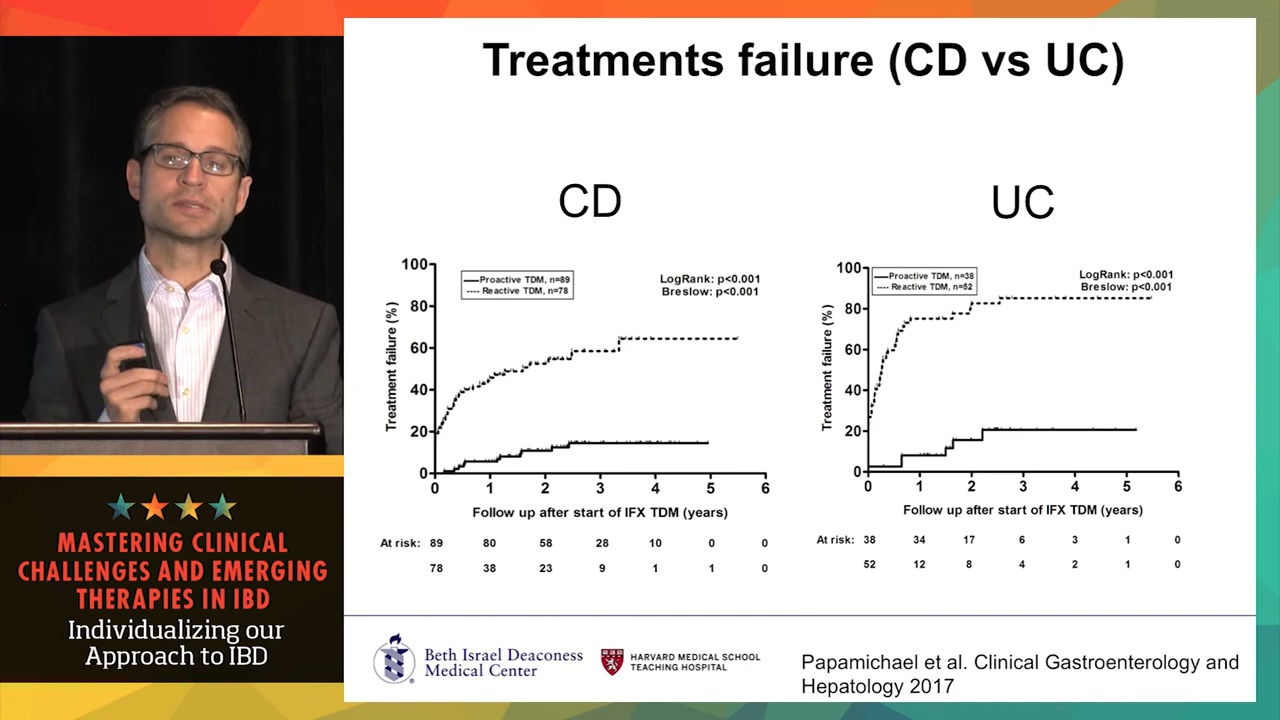 Treatments failure (CD vs UC)
CD
100
80
60
40
20
0
Treatment failure (%)
Proactive TDM, n=89
Reactive TDM, n=78
LogRank: p<0.001
Breslow: p<0.001
0 1 2 3 4 5 6
Follow up after start of IFX TDM (years)
At risk: 89 80 58 28 10 0 0
78 38 23 9 1 1 0
UC
100
80
60
40
20
0
Treatment failure (%)
Proactive TDM, n=38
Reactive TDM, n=52
LogRank: p<0.001
Breslow: p<0.001
0 1 2 3 4 5 6
Follow up after start of IFX TDM (years)
At risk: 38 34 17 6 3 1 0
52 12 8 4 2 1 0
MASTERING CLINICAL
CHALLENGES AND EMERGING
THERAPIES IN IBD
Individualizing our
Approach to IBD
Beth Israel Deaconess
Medical Center
HARVARD MEDICAL SCHOOL
TEACHING HOSPITAL
Papamichael et al. Clinical Gastroenterology and
Hepatology 2017